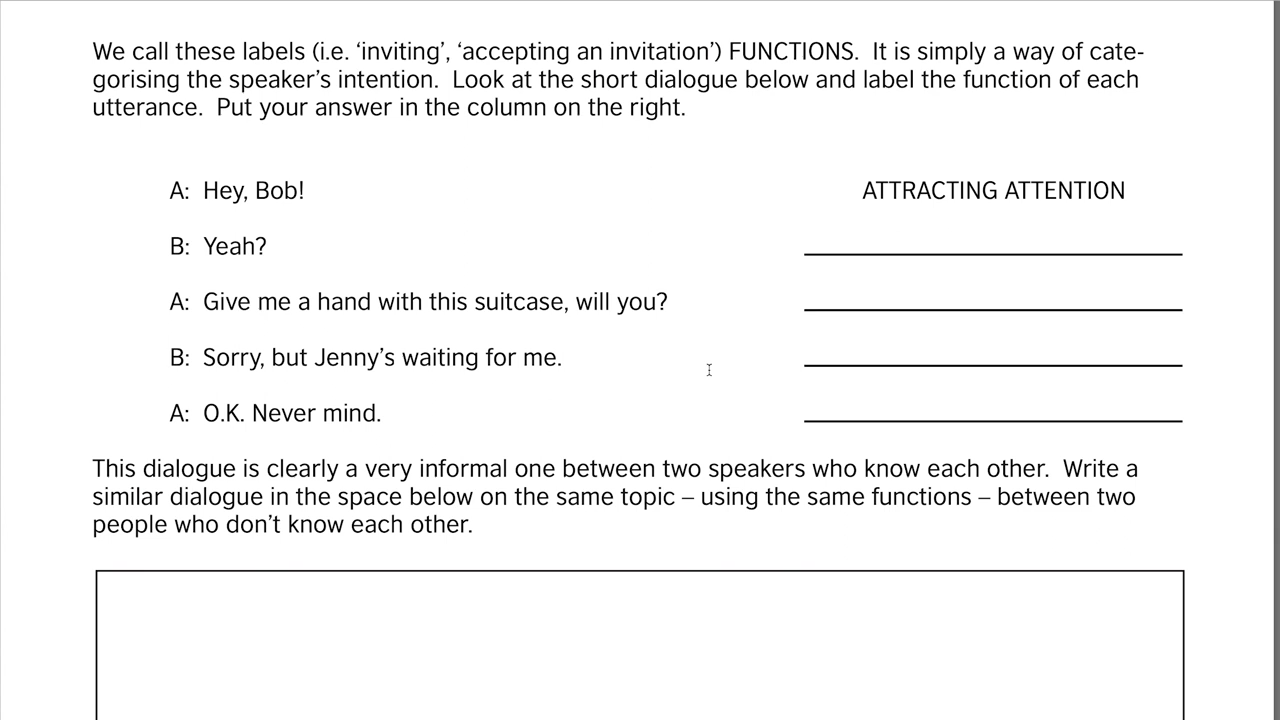 We call these labels (i.e. ‘inviting’, ‘accepting an invitation’) FUNCTIONS.  It is simply a way of cate-
gorising the speaker’s intention.  Look at the short dialogue below and label the function of each
utterance.  Put your answer in the column on the right.
A:  Hey, Bob! ATTRACTING ATTENTION
B:  Yeah?
A:  Give me a hand with this suitcase, will you?
B:  Sorry, but Jenny’s waiting for me.
A:  O.K. Never mind.
This dialogue is clearly a very informal one between two speakers who know each other.  Write a
similar dialogue in the space below on the same topic – using the same functions – between two
people who don’t know each other.